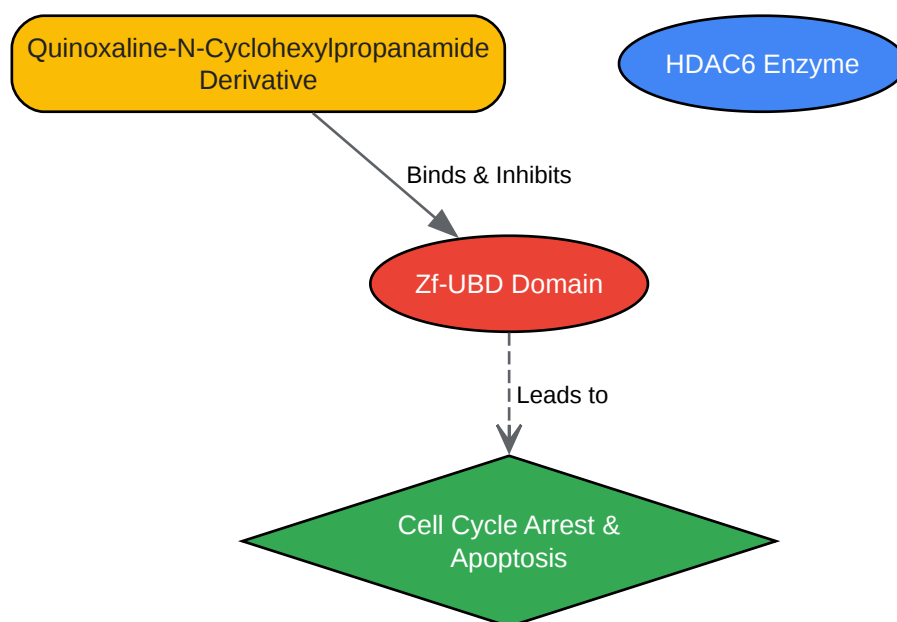 Quinoxaline-N-Cyclohexylpropanamide
Derivative
HDAC6 Enzyme
Binds & Inhibits
Zf-UBD Domain
Leads to
Cell Cycle Arrest &
Apoptosis